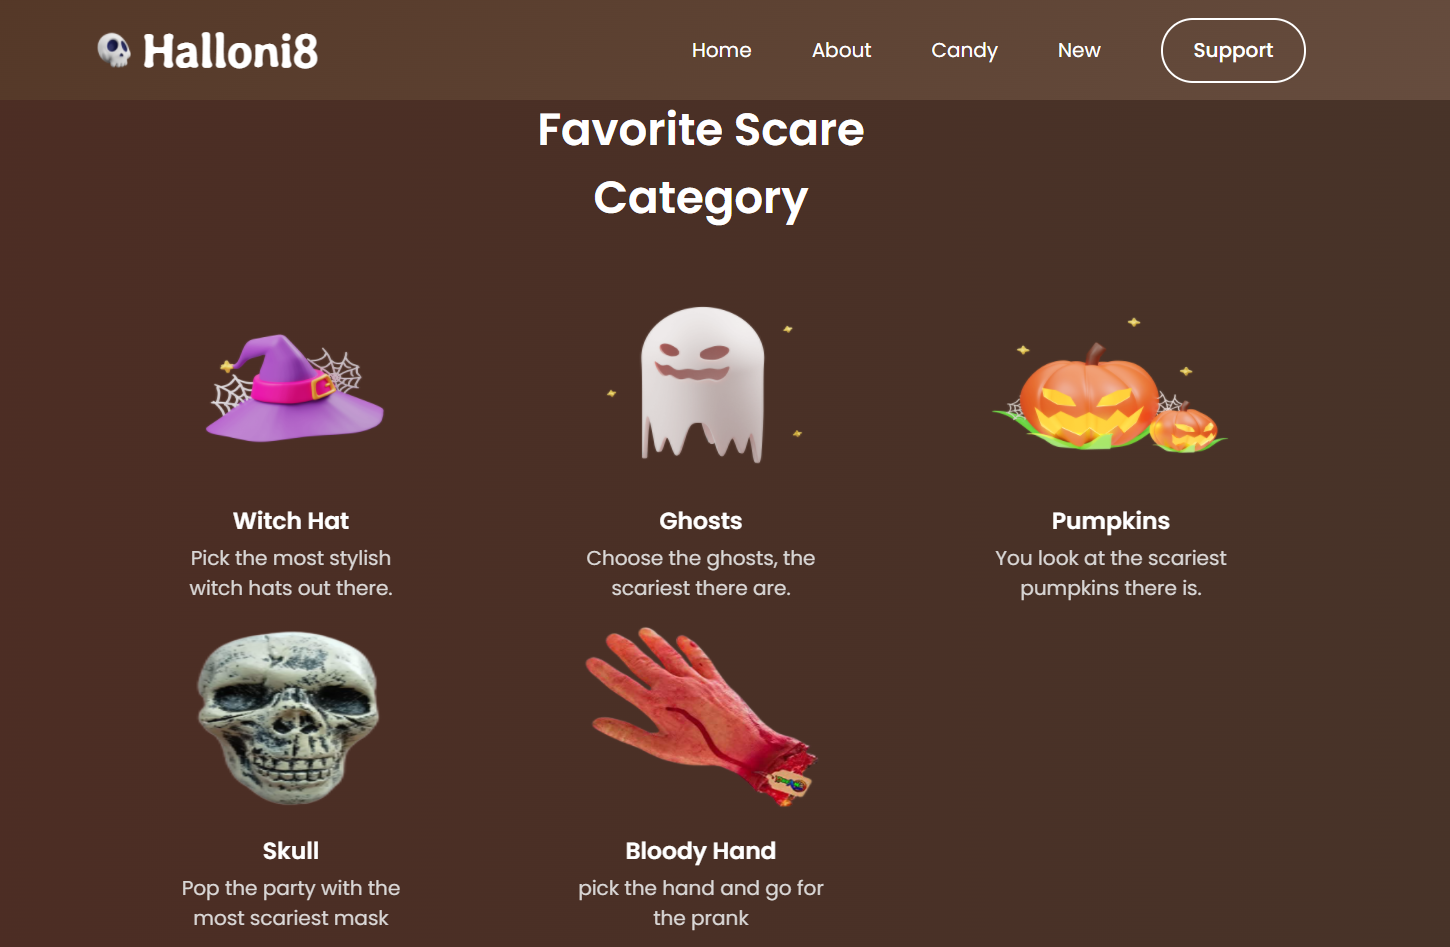 Halloni8
Home About Candy New Support
Favorite Scare
Category
Witch Hat
Pick the most stylish
witch hats out there.
Ghosts
Choose the ghosts, the
scariest there are.
Pumpkins
You look at the scariest
pumpkins there is.
Skull
Pop the party with the
most scariest mask
Bloody Hand
pick the hand and go for
the prank